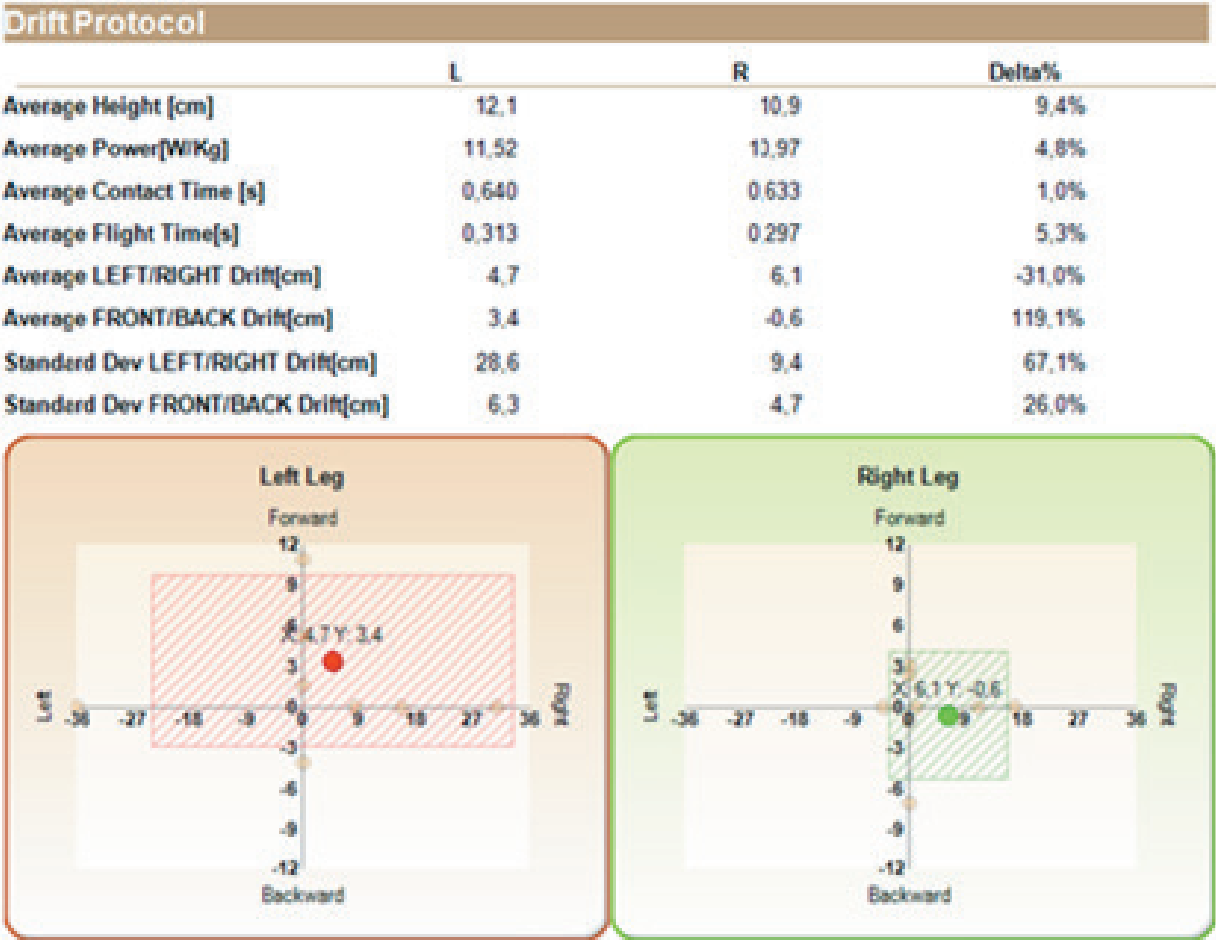 Drift Protocol
L R Delta%
Average Height [cm] 12,1 10,9 9,4%
Average Power[W/Kg] 11,52 4,8%
Average Contact Time [s] 0,640 0,633 1,0%
Average Flight Time[s] 0,313 0,297 5,3%
Average LEFT/RIGHT Drift[cm] 4,7 6,1 -31,0%
Average FRONT/BACK Drift[cm] 3,4 -0,6 119,1%
Standard Dev LEFT/RIGHT Drift[cm] 28,6 9,4 67,1%
Standard Dev FRONT/BACK Drift[cm] 6,3 4,7 26,0%
Left Leg
Forward
12
9
6
X: 4,7 Y: 3,4
3
Left -36 -27 -18 -9 0 9 18 27 36 Right
-3
-6
-9
-12
Backward
Right Leg
Forward
12
9
6
3
X: 6,1 Y: -0,6
Left -36 -27 -18 -9 0 9 18 27 36 Right
-3
-6
-9
-12
Backward